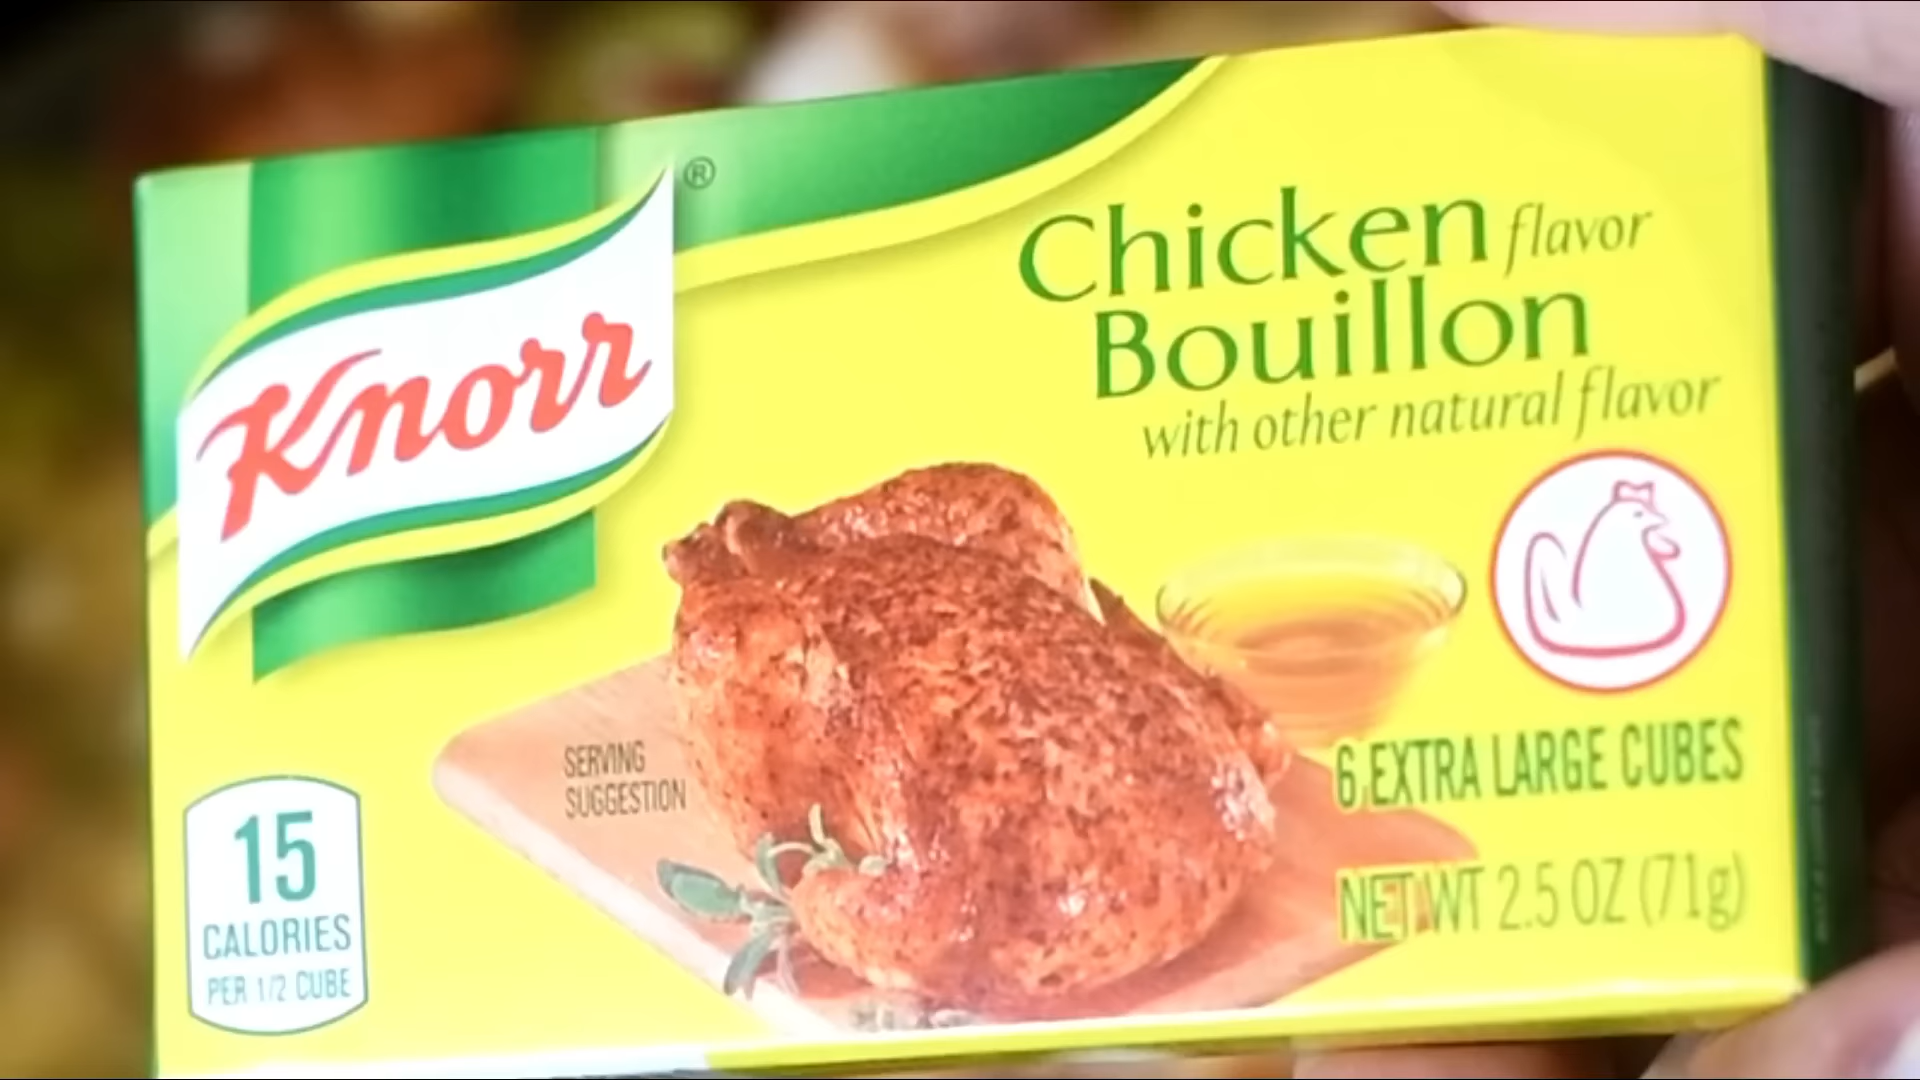 Knorr®
Chicken flavor
Bouillon
with other natural flavor
SERVING
SUGGESTION
6 EXTRA LARGE CUBES
NET WT 2.5 OZ (71g)
15
CALORIES
PER 1/2 CUBE